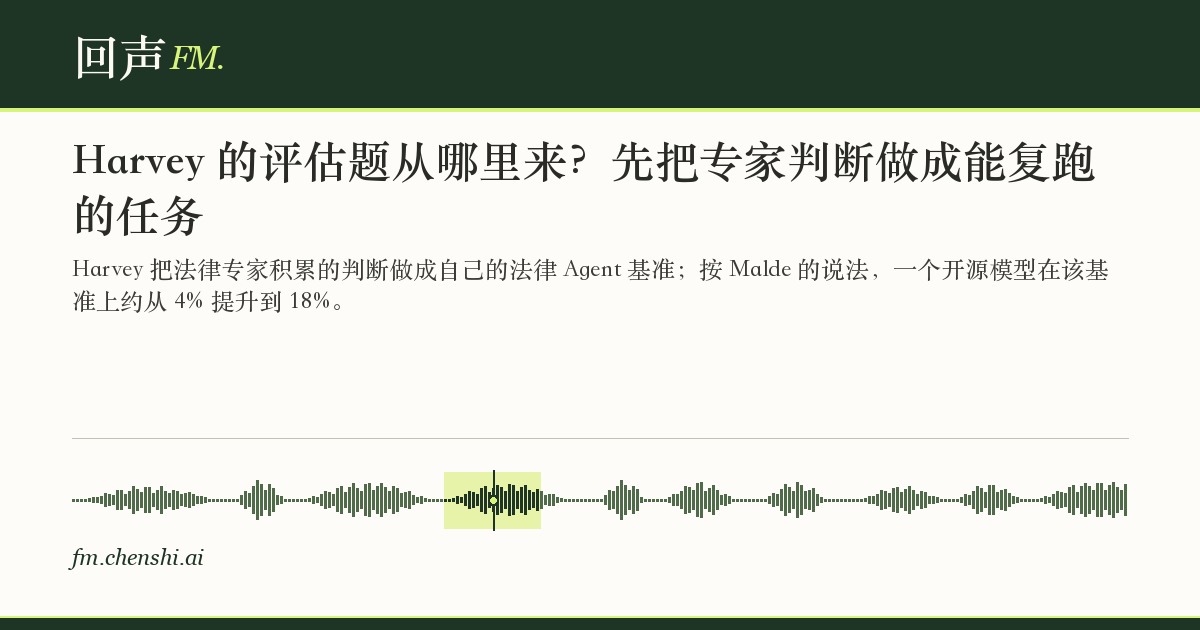 回声 FM.
Harvey 的评估题从哪里来？先把专家判断做成能复跑
的任务
Harvey 把法律专家积累的判断做成自己的法律 Agent 基准；按 Malde 的说法，一个开源模型在该基
准上约从 4% 提升到 18%。
fm.chenshi.ai